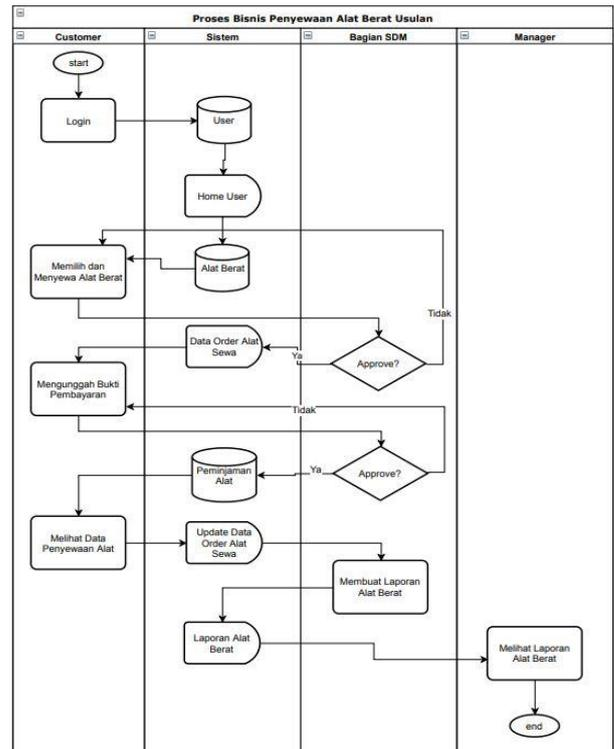 Proses Bisnis Penyewaan Alat Berat Usulan
Customer
Sistem
Bagian SDM
Manager
start
Login
User
Home User
Memilih dan
Menyewa Alat Berat
Alat Berat
Tidak
Data Order Alat
Sewa
Ya
Approve?
Mengunggah Bukti
Pembayaran
Tidak
Peminjaman
Alat
Ya
Approve?
Melihat Data
Penyewaan Alat
Update Data
Order Alat
Sewa
Membuat Laporan
Alat Berat
Laporan Alat
Berat
Melihat Laporan
Alat Berat
end